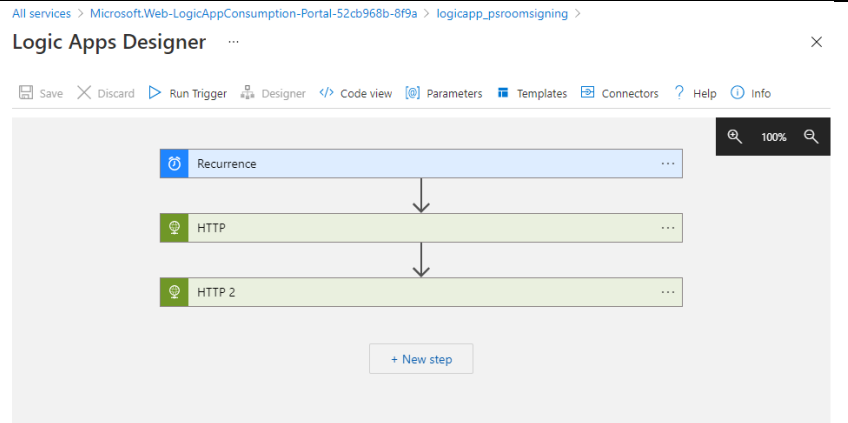 All services > Microsoft.Web-LogicAppConsumption-Portal-52cb968b-8f9a > logicapp_psroomsigning >
Logic Apps Designer ...
Save Discard Run Trigger Designer </> Code view [@] Parameters Templates Connectors ? Help Info
100%
Recurrence ...
HTTP ...
HTTP 2 ...
+ New step